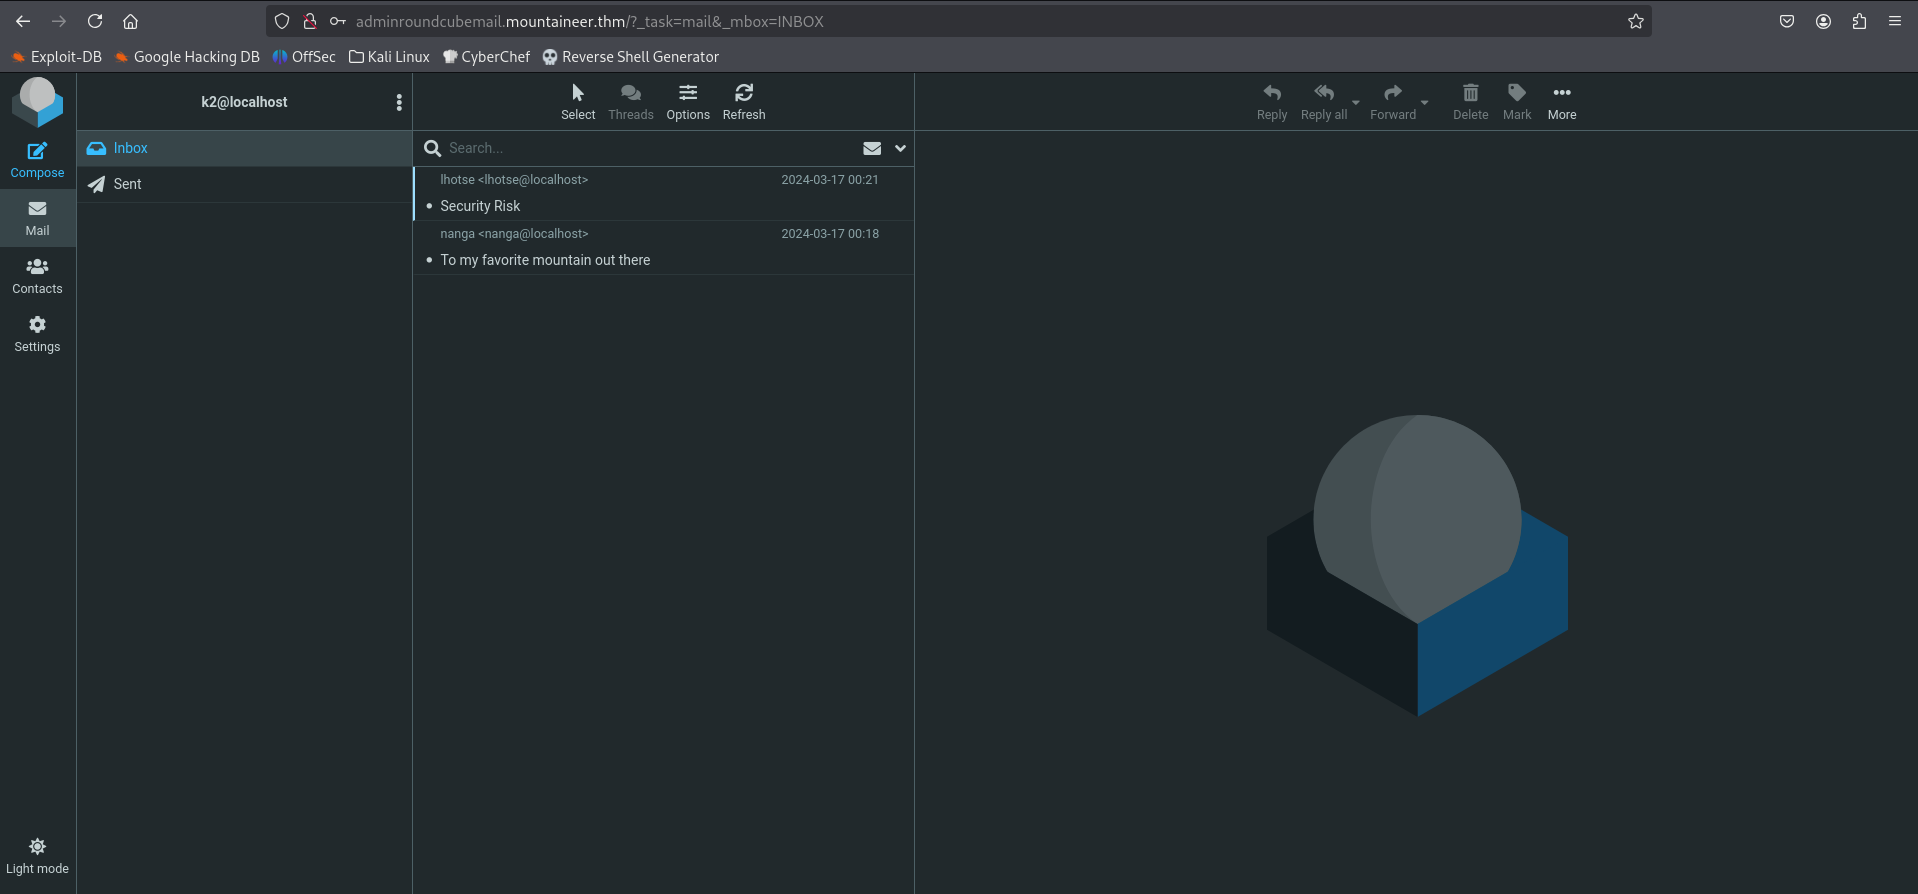 adminroundcubemail.mountaineer.thm/?_task=mail&_mbox=INBOX
Exploit-DB Google Hacking DB OffSec Kali Linux CyberChef Reverse Shell Generator
k2@localhost
Select Threads Options Refresh
Reply Reply all Forward Delete Mark More
Compose
Mail
Contacts
Settings
Light mode
Inbox
Sent
Search...
lhotse <lhotse@localhost> 2024-03-17 00:21
• Security Risk
nanga <nanga@localhost> 2024-03-17 00:18
• To my favorite mountain out there